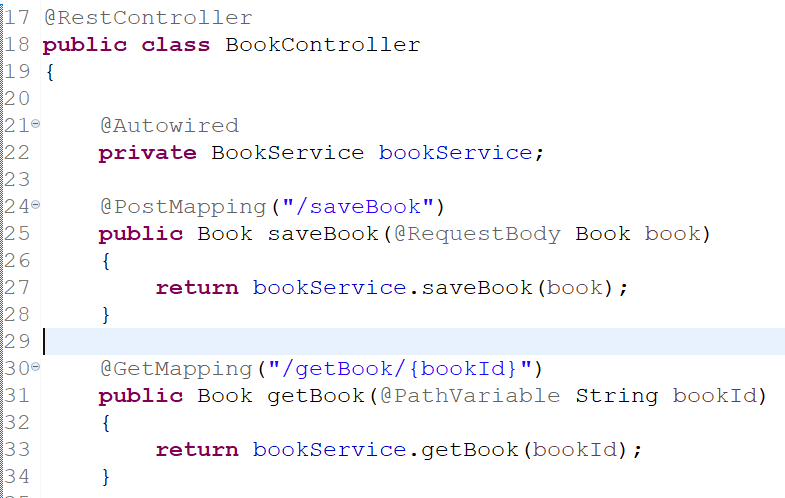 17 @RestController
18 public class BookController
19 {
20
21 @Autowired
22 private BookService bookService;
23
24 @PostMapping("/saveBook")
25 public Book saveBook(@RequestBody Book book)
26 {
27 return bookService.saveBook(book);
28 }
29
30 @GetMapping("/getBook/{bookId}")
31 public Book getBook(@PathVariable String bookId)
32 {
33 return bookService.getBook(bookId);
34 }